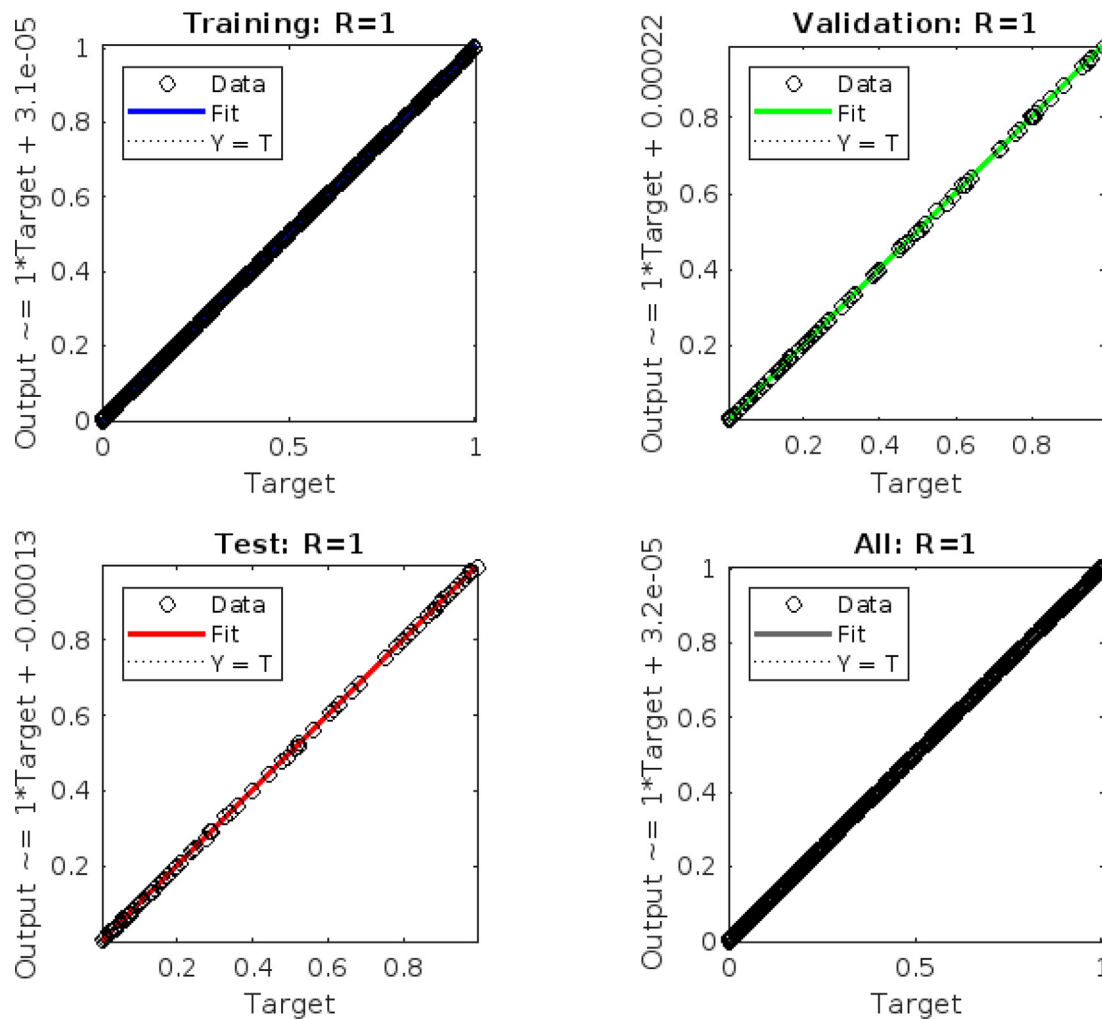 Training: R=1
Output ~= 1*Target + 3.1e-05
1
0.8
0.6
0.4
0.2
0
Data
Fit
Y = T
0
0.5
1
Target
Validation: R=1
Output ~= 1*Target + 0.00022
0.8
0.6
0.4
0.2
Data
Fit
Y = T
0.2
0.4
0.6
0.8
Target
Test: R=1
Output ~= 1*Target + -0.00013
0.8
0.6
0.4
0.2
Data
Fit
Y = T
0.2
0.4
0.6
0.8
Target
All: R=1
Output ~= 1*Target + 3.2e-05
1
0.8
0.6
0.4
0.2
0
Data
Fit
Y = T
0
0.5
1
Target